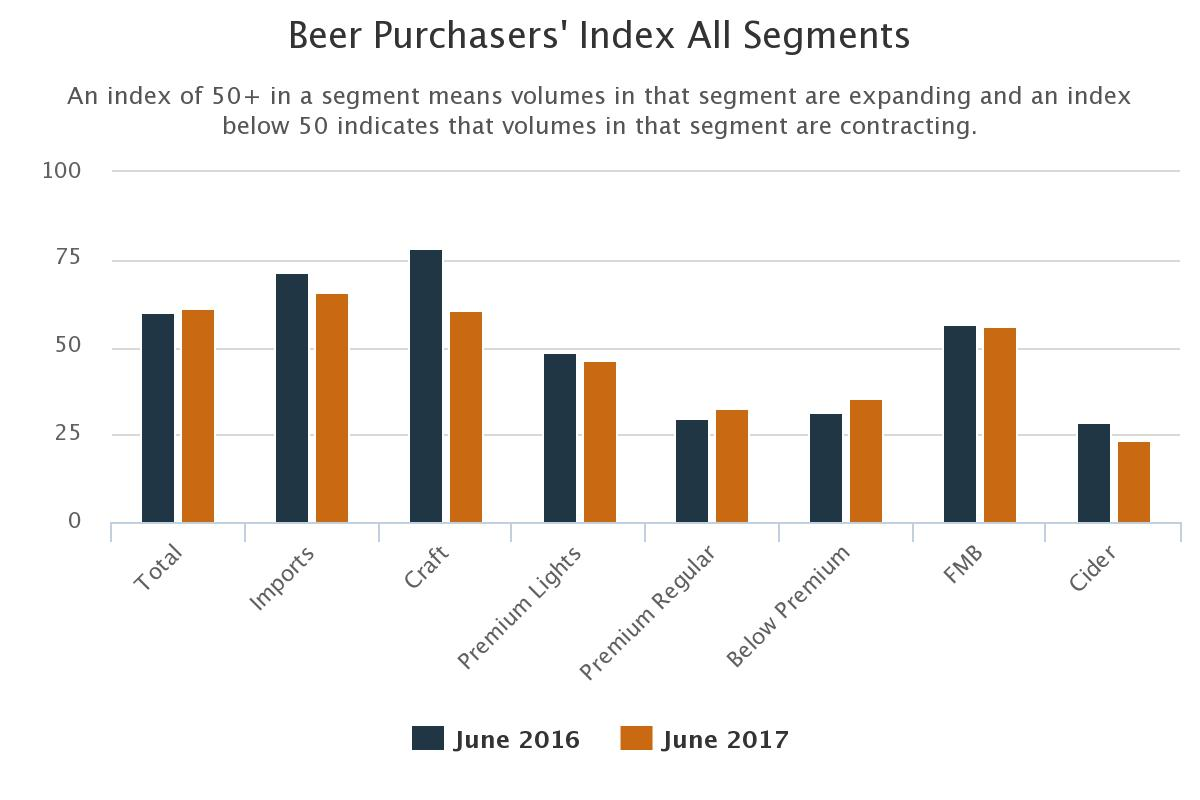 Beer Purchasers' Index All Segments
An index of 50+ in a segment means volumes in that segment are expanding and an index
below 50 indicates that volumes in that segment are contracting.
100
75
50
25
0
Total
Imports
Craft
Premium Lights
Premium Regular
Below Premium
FMB
Cider
June 2016
June 2017